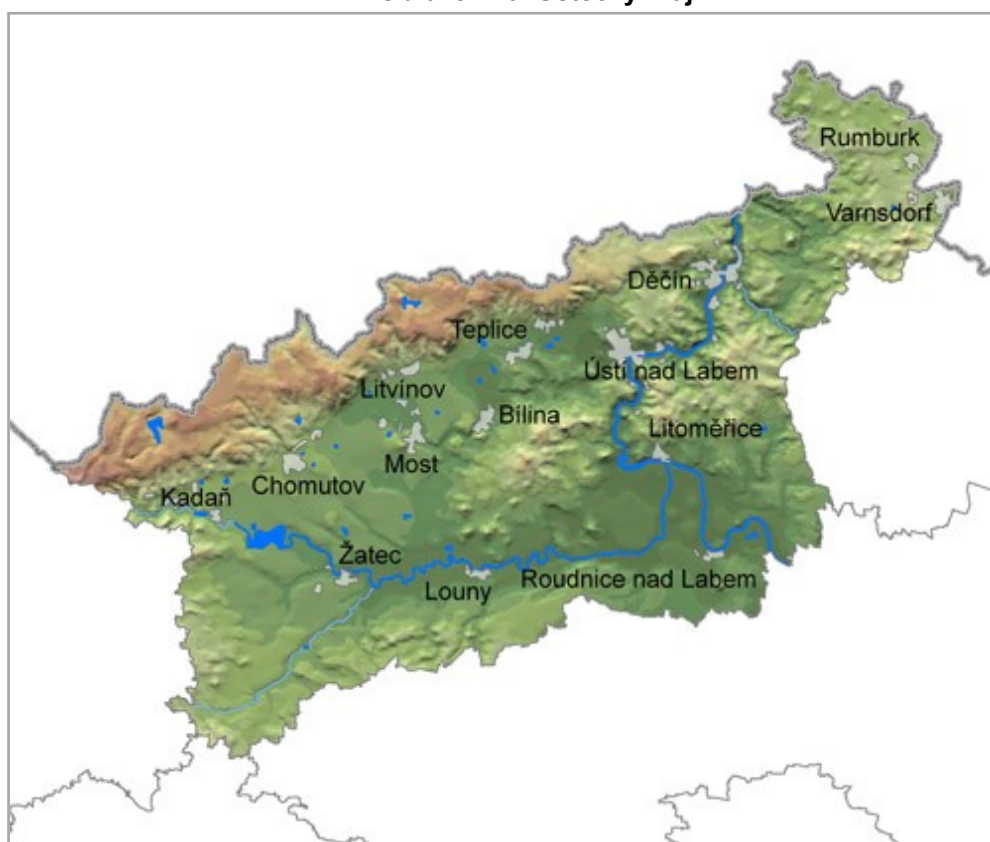 Rumburk
Varnsdorf
Děčín
Teplice
Ústí nad Labem
Litvínov
Bílina
Litoměřice
Most
Chomutov
Kadaň
Žatec
Roudnice nad Labem
Louny